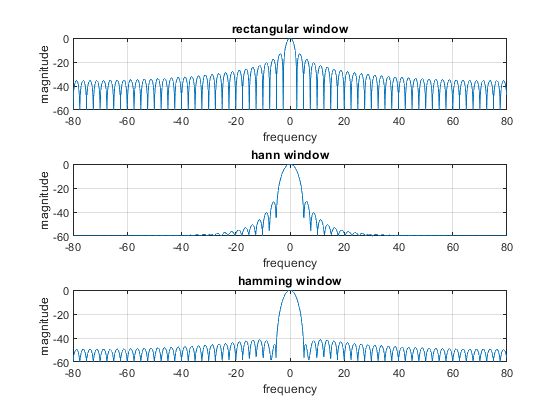 rectangular window
magnitude
0
-20
-40
-60
-80 -60 -40 -20 0 20 40 60 80
frequency
hann window
magnitude
0
-20
-40
-60
-80 -60 -40 -20 0 20 40 60 80
frequency
hamming window
magnitude
0
-20
-40
-60
-80 -60 -40 -20 0 20 40 60 80
frequency